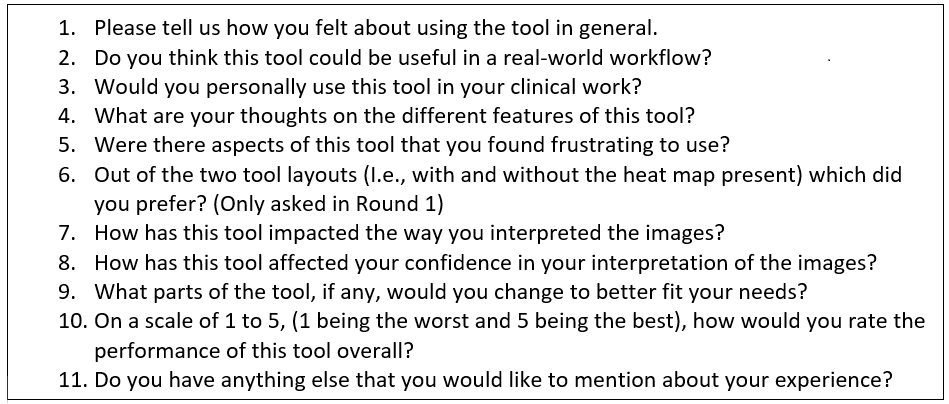 1. Please tell us how you felt about using the tool in general.
2. Do you think this tool could be useful in a real-world workflow?
3. Would you personally use this tool in your clinical work?
4. What are your thoughts on the different features of this tool?
5. Were there aspects of this tool that you found frustrating to use?
6. Out of the two tool layouts (I.e., with and without the heat map present) which did
you prefer? (Only asked in Round 1)
7. How has this tool impacted the way you interpreted the images?
8. How has this tool affected your confidence in your interpretation of the images?
9. What parts of the tool, if any, would you change to better fit your needs?
10. On a scale of 1 to 5, (1 being the worst and 5 being the best), how would you rate the
performance of this tool overall?
11. Do you have anything else that you would like to mention about your experience?